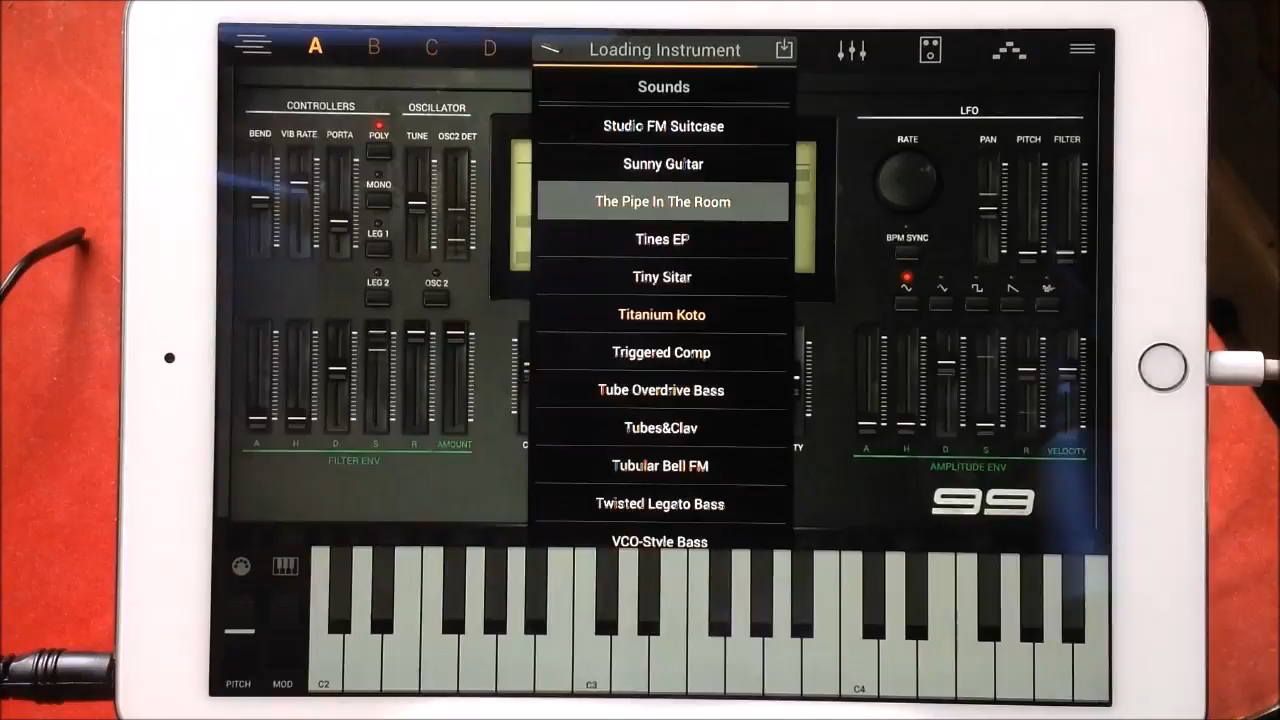 A B C D
Loading Instrument
Sounds
Studio FM Suitcase
Sunny Guitar
The Pipe In The Room
Tines EP
Tiny Sitar
Titanium Koto
Triggered Comp
Tube Overdrive Bass
Tubes&Clav
Tubular Bell FM
Twisted Legato Bass
VCO-Style Bass
CONTROLLERS
BEND VIB RATE PORTA POLY
MONO
LEG 1
LEG 2
OSCILLATOR
TUNE OSC2 DET
OSC 2
A H D S R AMOUNT
FILTER ENV
LFO
RATE PAN PITCH FILTER
BPM SYNC
A H D S R VELOCITY
AMPLITUDE ENV
99
PITCH MOD
C2 C3 C4